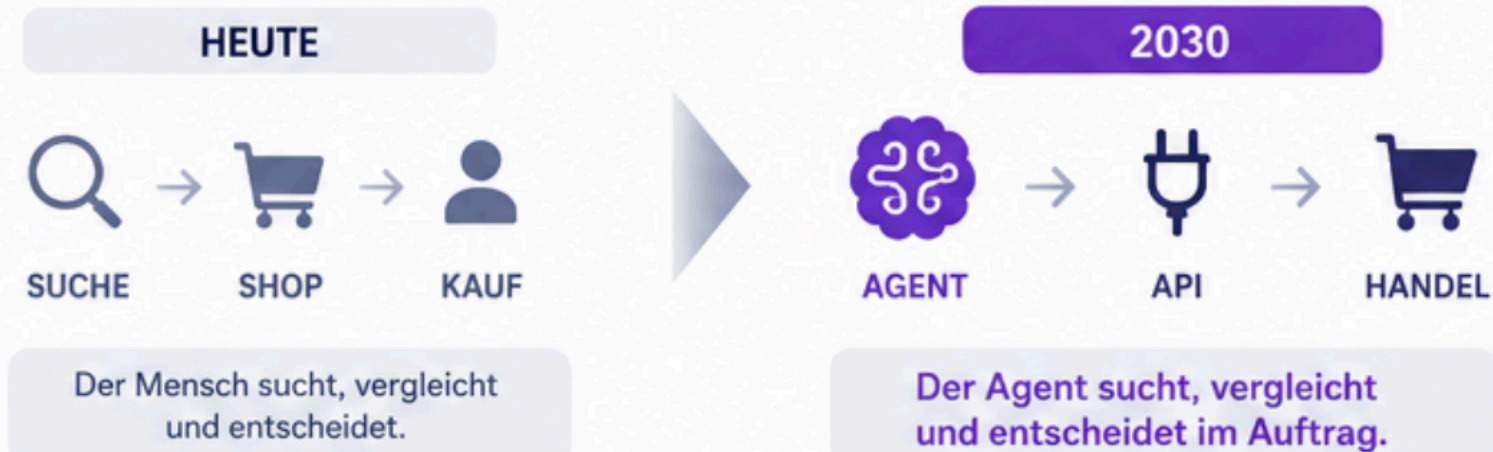 HEUTE
SUCHE
SHOP
KAUF
Der Mensch sucht, vergleicht
und entscheidet.
2030
AGENT
API
HANDEL
Der Agent sucht, vergleicht
und entscheidet im Auftrag.